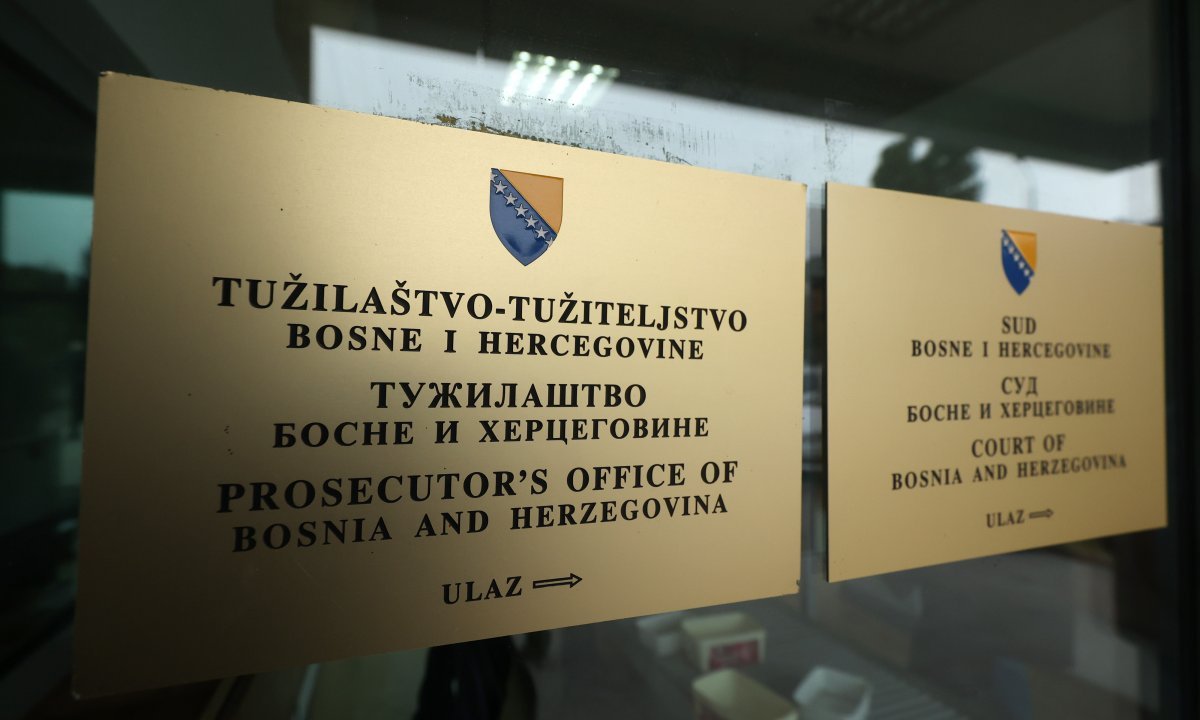 TUŽILAŠTVO-TUŽITELJSTVO
BOSNE I HERCEGOVINE
ТУЖИЛАШТВО
БОСНЕ И ХЕРЦЕГОВИНЕ
PROSECUTOR'S OFFICE OF
BOSNIA AND HERZEGOVINA
ULAZ ⇒
SUD
BOSNE I HERCEGOVINE
СУД
БОСНЕ И ХЕРЦЕГОВИНЕ
COURT OF
BOSNIA AND HERZEGOVINA
ULAZ ⇒